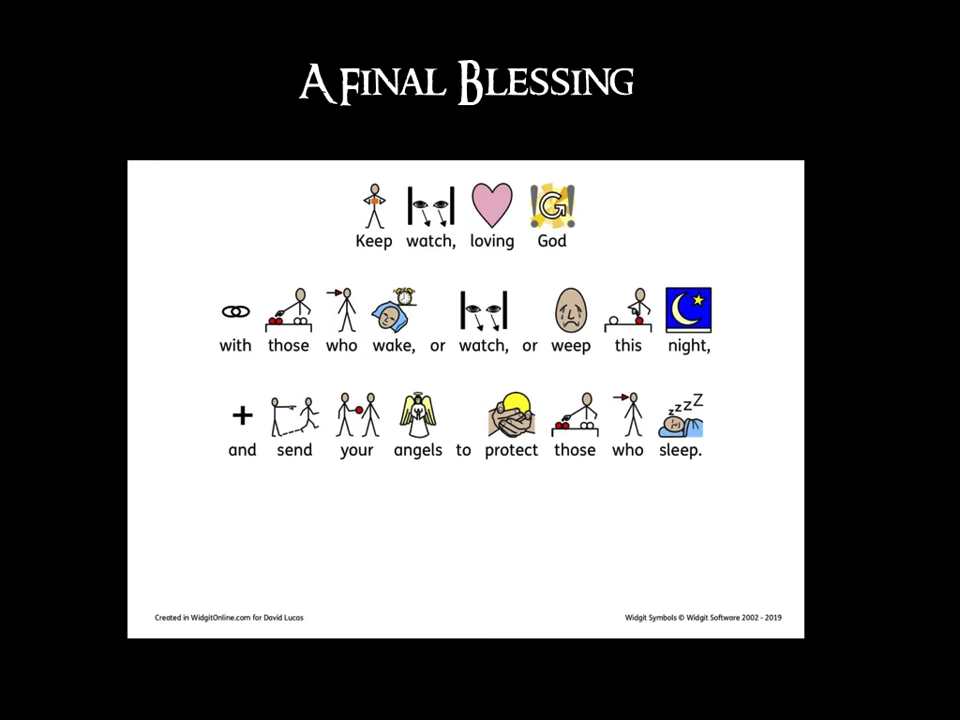 A Final Blessing
Keep watch, loving God
with those who wake, or watch, or weep this night,
and send your angels to protect those who sleep.
Created in WidgitOnline.com for David Lucas
Widgit Symbols © Widgit Software 2002 - 2019